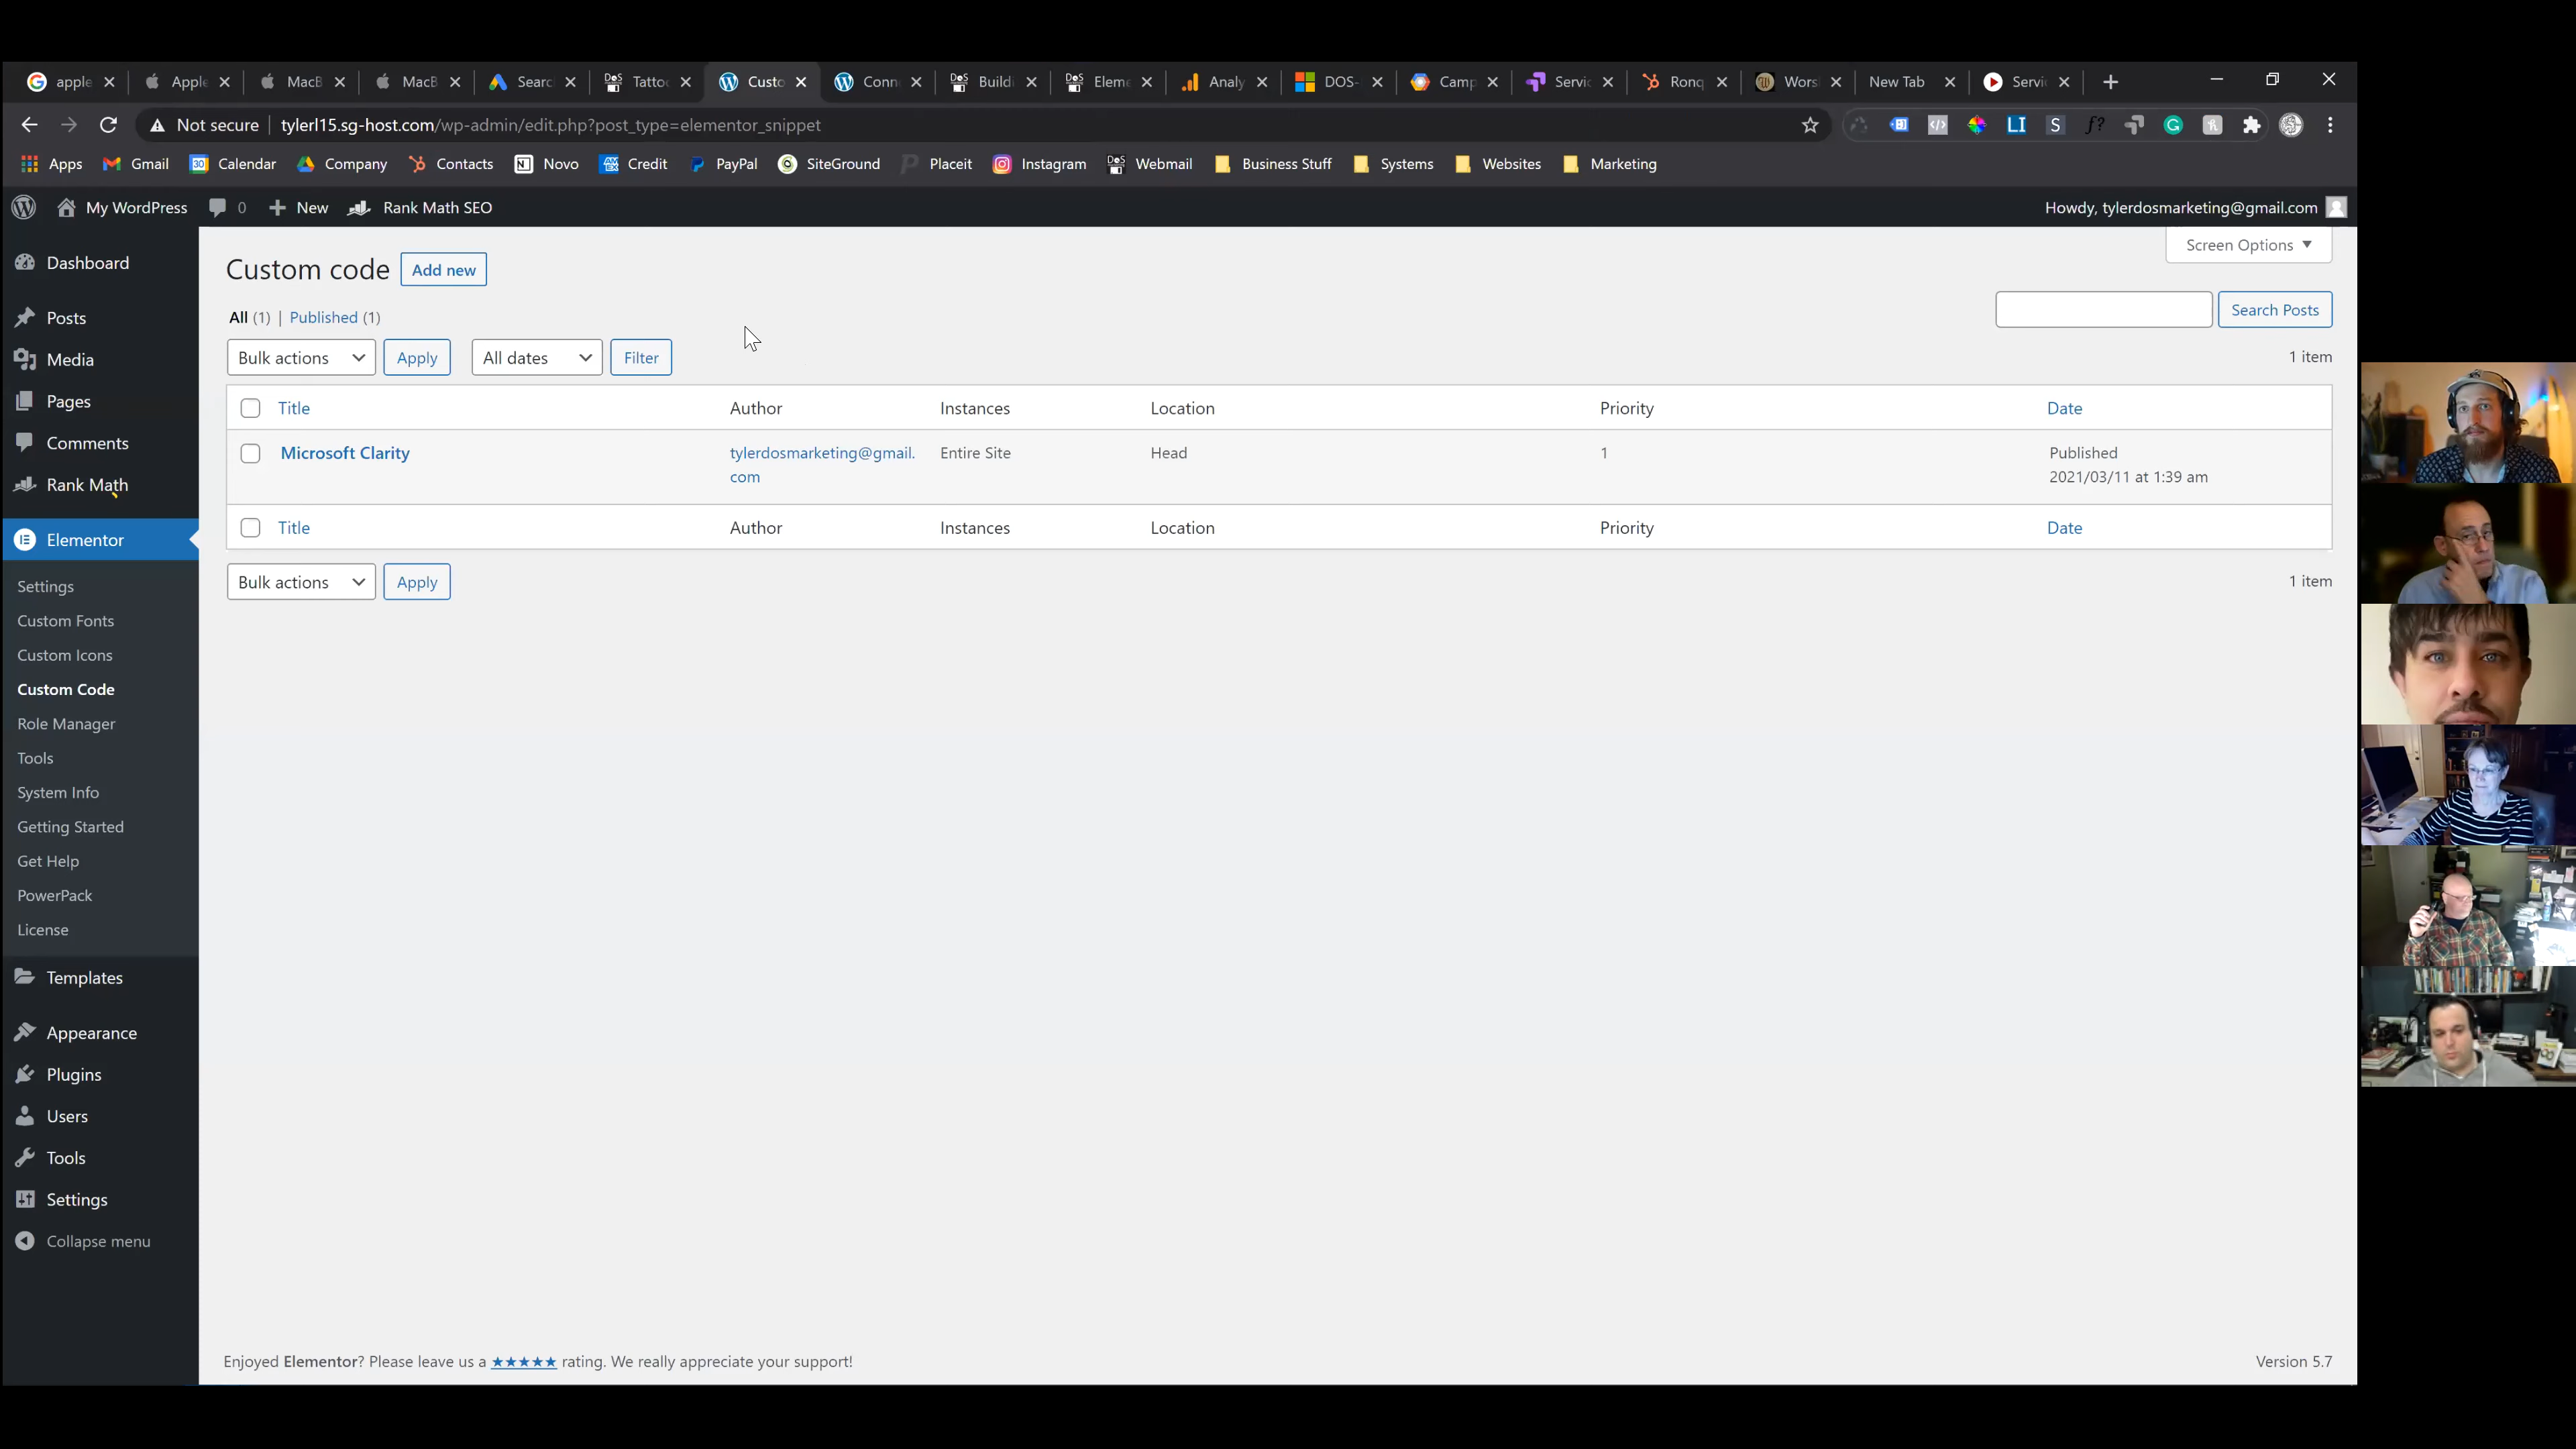 apple
Apple
MacB
MacB
Searc
Tattoo
Custo
Conn
Buildi
Eleme
Analy
DOS-
Camp
Servic
Ronq
Wors
New Tab
Servi
Not secure
tylerl15.sg-host.com/wp-admin/edit.php?post_type=elementor_snippet
Apps
Gmail
Calendar
Company
Contacts
Novo
Credit
PayPal
SiteGround
Placeit
Instagram
Webmail
Business Stuff
Systems
Websites
Marketing
My WordPress
0
New
Rank Math SEO
Howdy, tylerdosmarketing@gmail.com
Dashboard
Posts
Media
Pages
Comments
Rank Math
Elementor
Settings
Custom Fonts
Custom Icons
Custom Code
Role Manager
Tools
System Info
Getting Started
Get Help
PowerPack
License
Templates
Appearance
Plugins
Users
Tools
Settings
Collapse menu
Screen Options
Custom code
Add new
All (1) | Published (1)
Search Posts
Bulk actions
Apply
All dates
Filter
1 item
Title Author Instances Location Priority Date
Microsoft Clarity
tylerdosmarketing@gmail.
com
Entire Site
Head
1
Published
2021/03/11 at 1:39 am
Title Author Instances Location Priority Date
Bulk actions
Apply
1 item
Enjoyed Elementor? Please leave us a ★★★★★ rating. We really appreciate your support!
Version 5.7